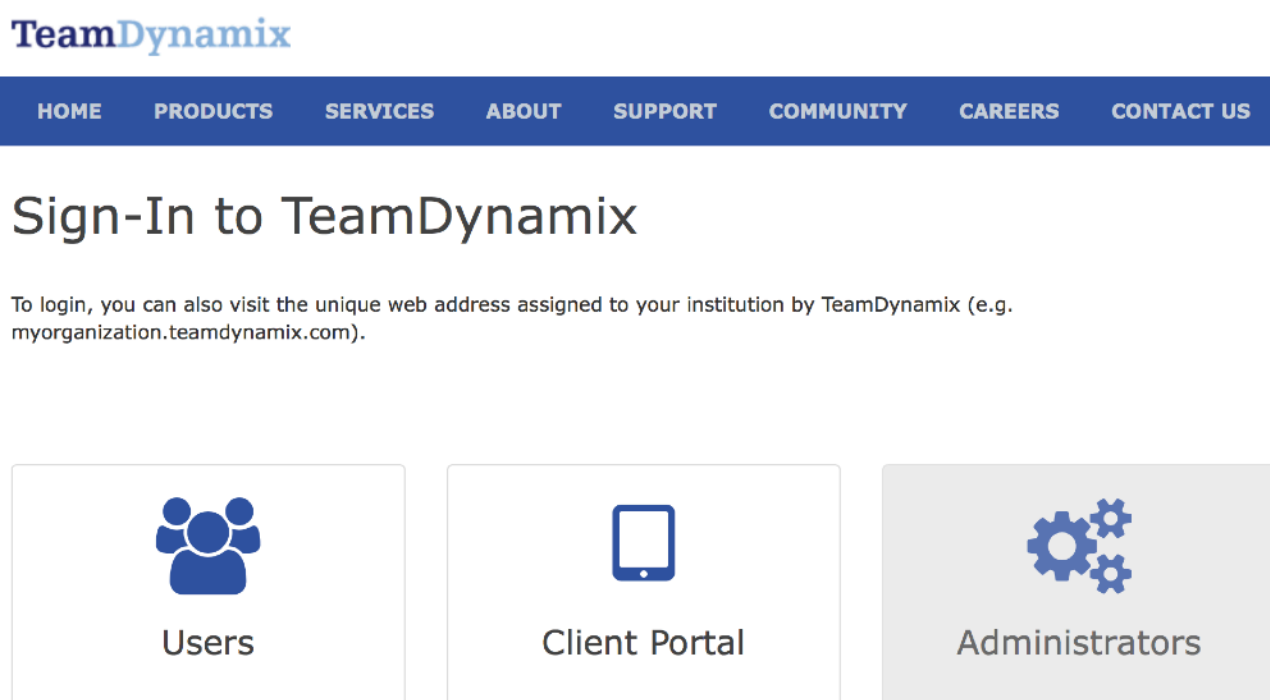 TeamDynamix
HOME PRODUCTS SERVICES ABOUT SUPPORT COMMUNITY CAREERS CONTACT US
Sign-In to TeamDynamix
To login, you can also visit the unique web address assigned to your institution by TeamDynamix (e.g.
myorganization.teamdynamix.com).
Users Client Portal Administrators